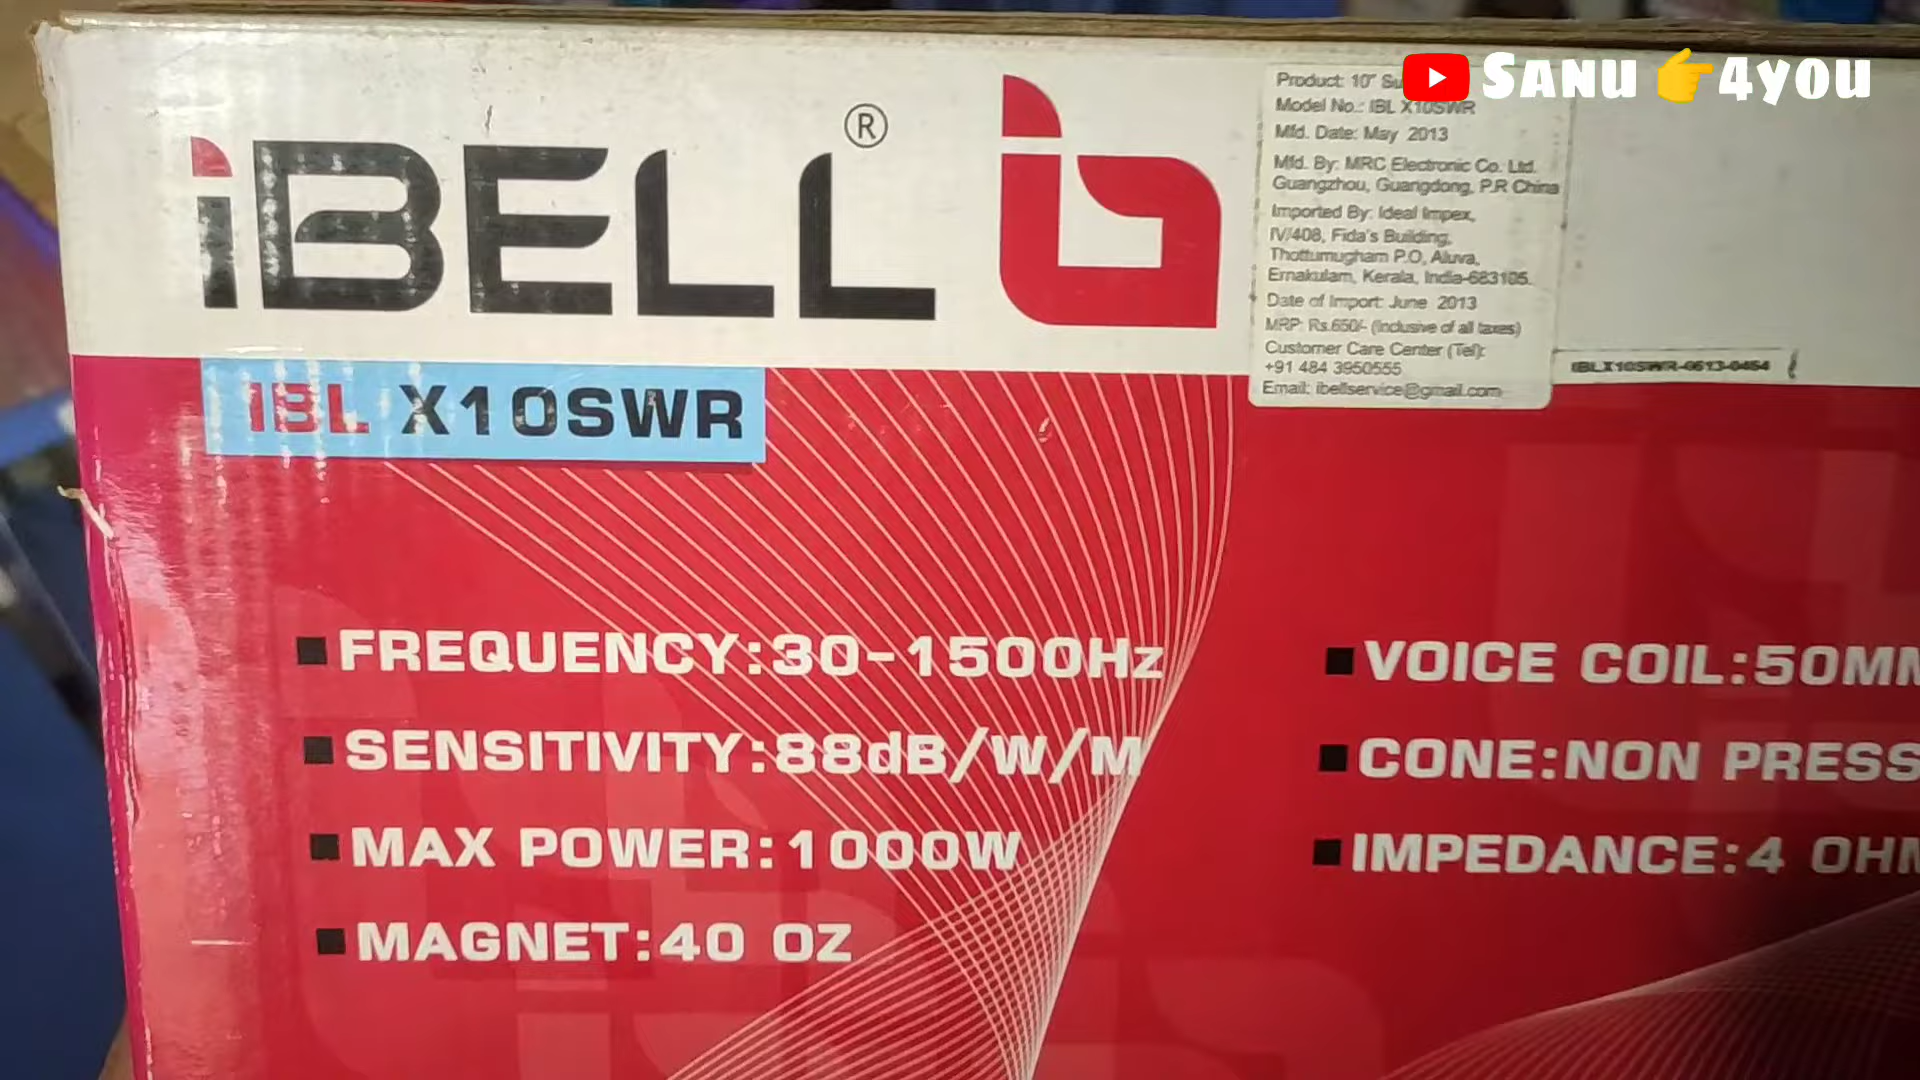 SANU 👉4you
Product: 10" Su
Model No.: IBL X10SWR
Mfd. Date: May 2013
Mfd. By: MRC Electronic Co. Ltd.
Guangzhou, Guangdong, P.R China
Imported By: Ideal Impex,
IV/408, Fida's Building,
Thottumugham P.O, Aluva,
Ernakulam, Kerala, India-683105.
Date of Import: June 2013
MRP: Rs.650/- (Inclusive of all taxes)
Customer Care Center (Tel):
+91 484 3950555
Email: ibellservice@gmail.com
iBELL®
IBLX10SWR-0613-0454
IBL X10SWR
FREQUENCY:30-1500Hz
SENSITIVITY:88dB/W/M
MAX POWER:1000W
MAGNET:40 OZ
VOICE COIL:50MM
CONE:NON PRESS
IMPEDANCE:4 OHM